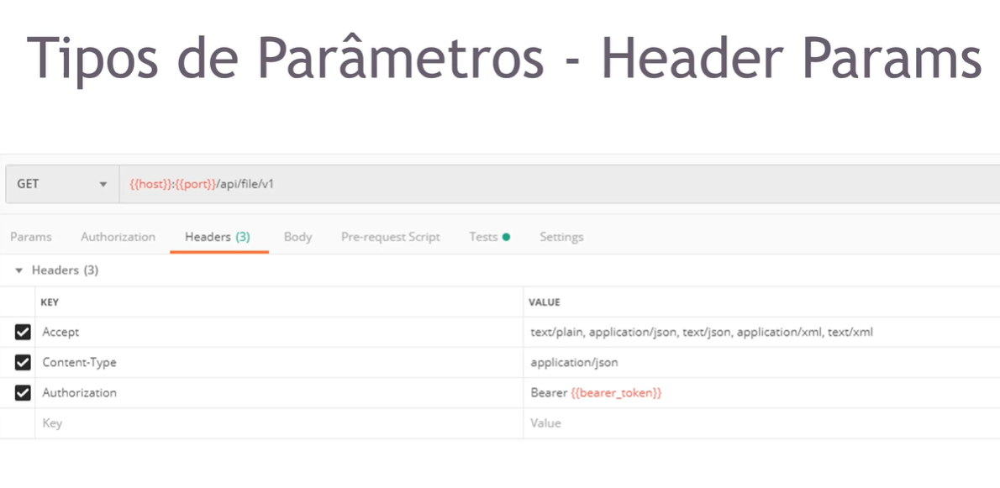 Tipos de Parâmetros - Header Params
GET {{host}}:{{port}}/api/file/v1
Params Authorization Headers (3) Body Pre-request Script Tests Settings
Headers (3)
KEY VALUE
Accept text/plain, application/json, text/json, application/xml, text/xml
Content-Type application/json
Authorization Bearer {{bearer_token}}
Key Value